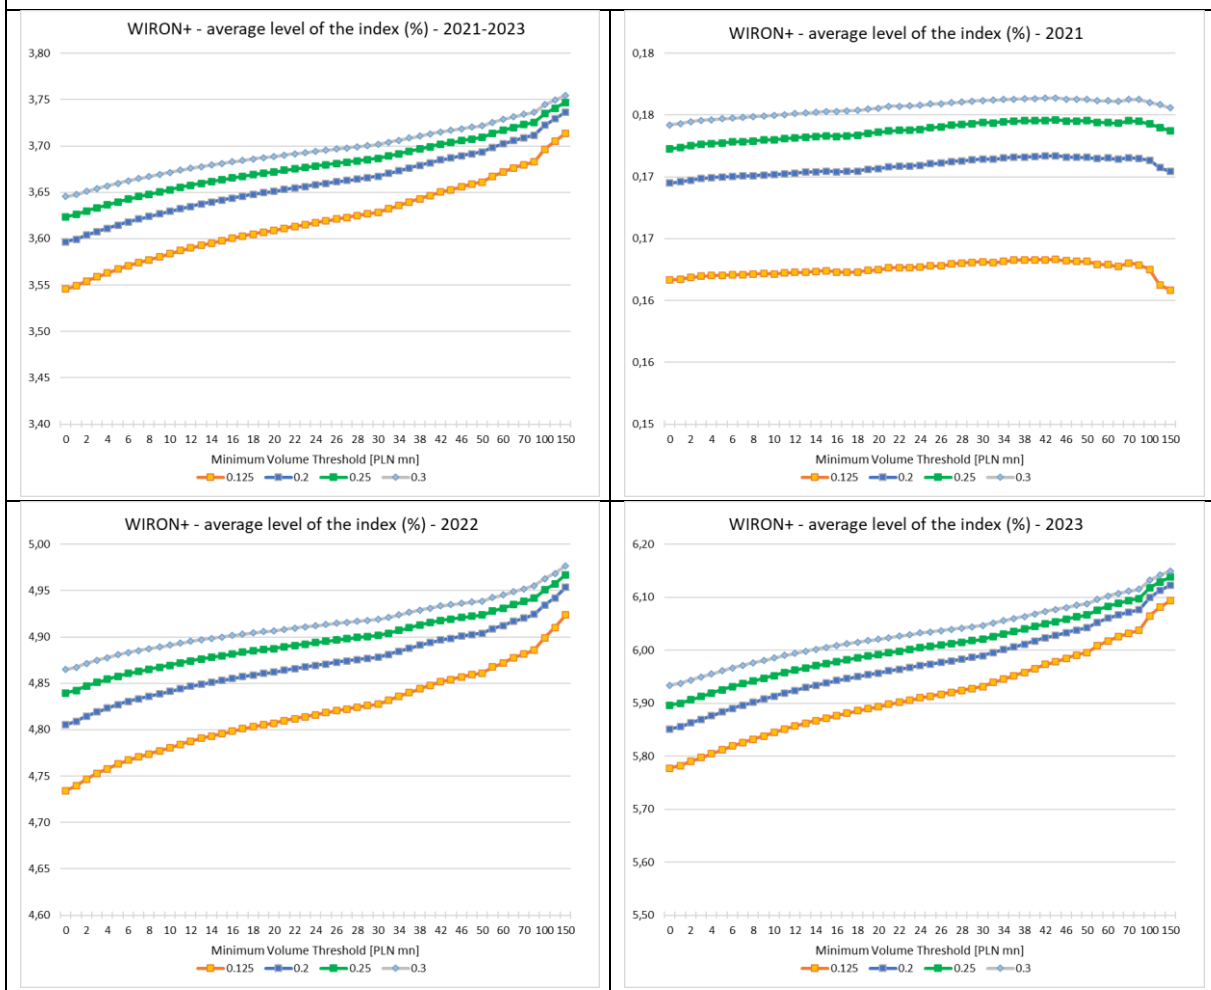 WIRON+ - average level of the index (%) - 2021-2023
3,80
3,75
3,70
3,65
3,60
3,55
3,50
3,45
3,40
0 2 4 6 8 10 12 14 16 18 20 22 24 26 28 30 34 38 42 46 50 60 70 100 150
Minimum Volume Threshold [PLN mn]
0.125 0.2 0.25 0.3
WIRON+ - average level of the index (%) - 2021
0,18
0,18
0,17
0,17
0,16
0,16
0,15
0 2 4 6 8 10 12 14 16 18 20 22 24 26 28 30 34 38 42 46 50 60 70 100 150
Minimum Volume Threshold [PLN mn]
0.125 0.2 0.25 0.3
WIRON+ - average level of the index (%) - 2022
5,00
4,95
4,90
4,85
4,80
4,75
4,70
4,65
4,60
0 2 4 6 8 10 12 14 16 18 20 22 24 26 28 30 34 38 42 46 50 60 70 100 150
Minimum Volume Threshold [PLN mn]
0.125 0.2 0.25 0.3
WIRON+ - average level of the index (%) - 2023
6,20
6,10
6,00
5,90
5,80
5,70
5,60
5,50
0 2 4 6 8 10 12 14 16 18 20 22 24 26 28 30 34 38 42 46 50 60 70 100 150
Minimum Volume Threshold [PLN mn]
0.125 0.2 0.25 0.3